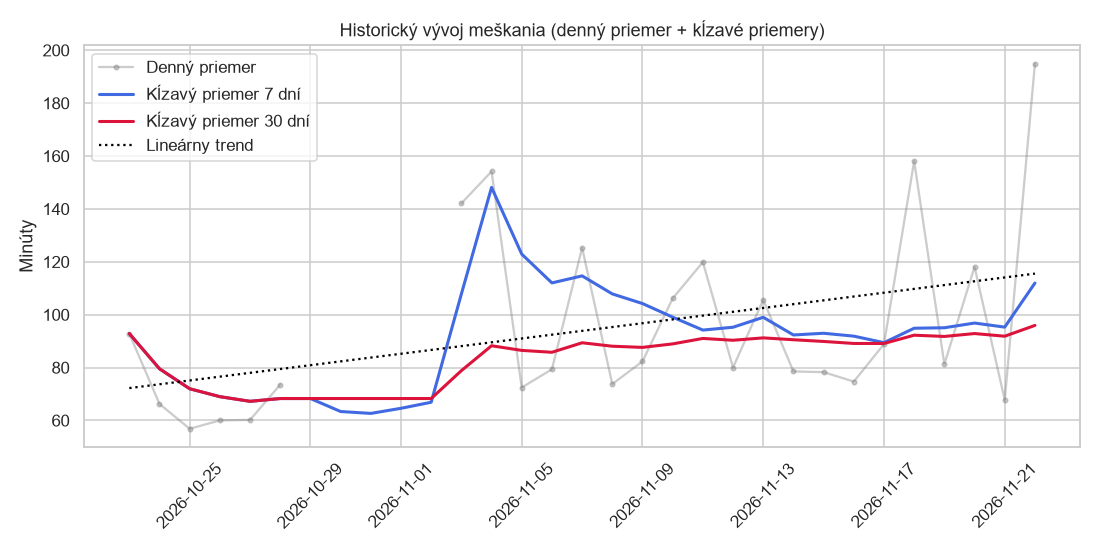 Historický vývoj meškania (denný priemer + kĺzavé priemery)
200
180
160
140
120
100
80
60
Minúty
Denný priemer
Kĺzavý priemer 7 dní
Kĺzavý priemer 30 dní
Lineárny trend
2026-10-25
2026-10-29
2026-11-01
2026-11-05
2026-11-09
2026-11-13
2026-11-17
2026-11-21